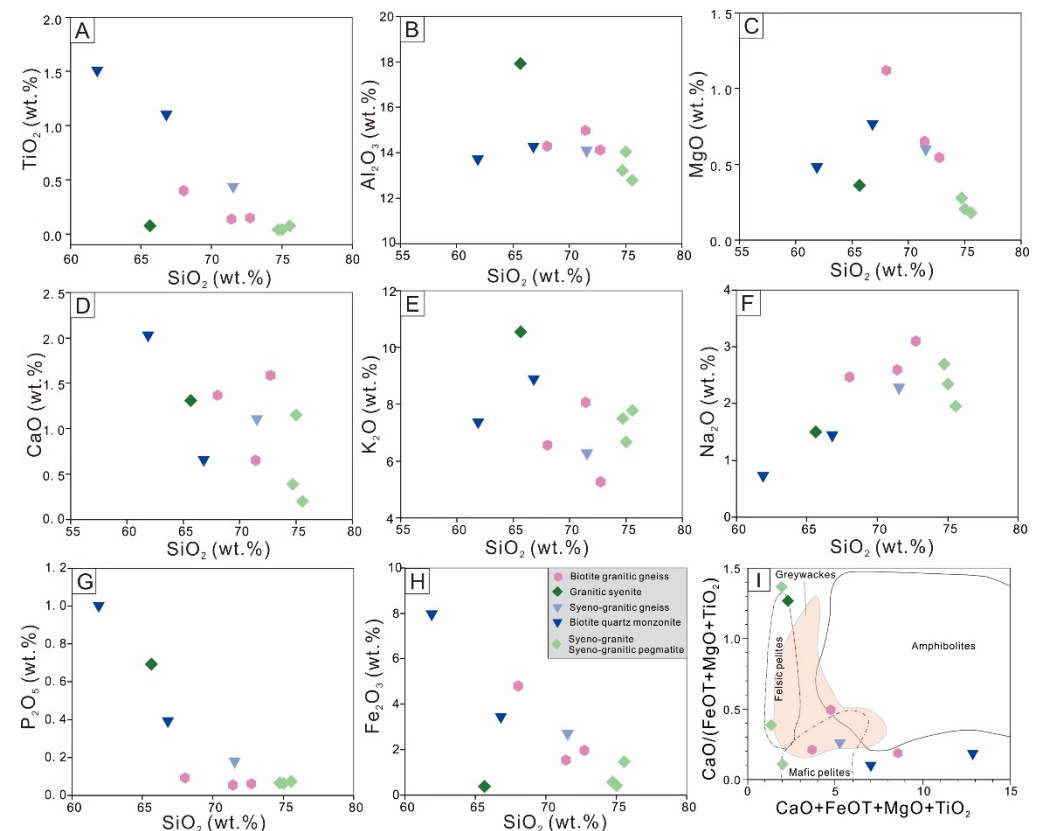 A
TiO2 (wt.%)
2.0
1.5
1.0
0.5
0.0
60 65 70 75 80
SiO2 (wt.%)
B
Al2O3 (wt.%)
20
18
16
14
12
10
55 60 65 70 75 80
SiO2 (wt.%)
C
MgO (wt.%)
1.5
1.0
0.5
0.0
55 60 65 70 75 80
SiO2 (wt.%)
D
CaO (wt.%)
2.5
2.0
1.5
1.0
0.5
0.0
55 60 65 70 75 80
SiO2 (wt.%)
E
K2O (wt.%)
12
10
8
6
4
55 60 65 70 75 80
SiO2 (wt.%)
F
Na2O (wt.%)
4
3
2
1
0
60 65 70 75 80
SiO2 (wt.%)
G
P2O5 (wt.%)
1.2
1.0
0.8
0.6
0.4
0.2
0.0
60 65 70 75 80
SiO2 (wt.%)
H
Fe2O3 (wt.%)
10
8
6
4
2
0
60 65 70 75 80
SiO2 (wt.%)
Biotite granitic gneiss
Granitic syenite
Syeno-granitic gneiss
Biotite quartz monzonite
Syeno-granite
Syeno-granitic pegmatite
I
CaO/(FeOT+MgO+TiO2)
1.5
1.0
0.5
0.0
Greywackes
Felsic pelites
Amphibolites
Mafic pelites
0 5 10 15
CaO+FeOT+MgO+TiO2